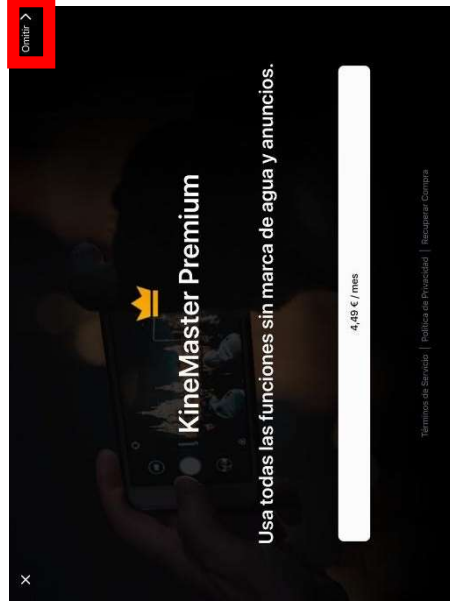 × Omitir >
KineMaster Premium
Usa todas las funciones sin marca de agua y anuncios.
4,49 € / mes
Términos de Servicio | Política de Privacidad | Recuperar Compra